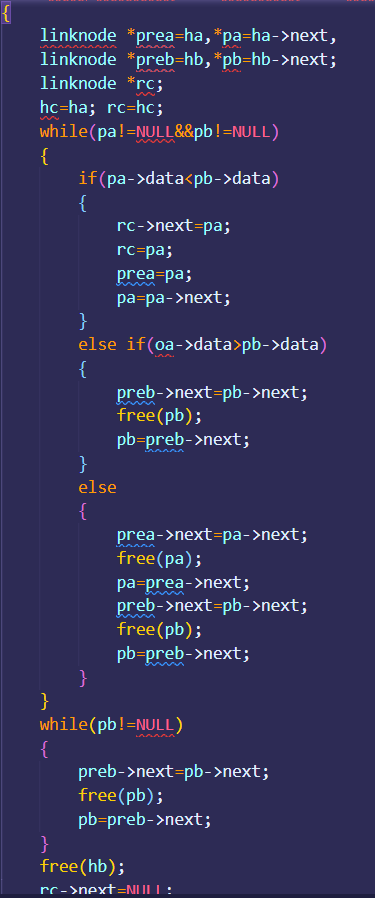 {
linknode *prea=ha,*pa=ha->next,
linknode *preb=hb,*pb=hb->next;
linknode *rc;
hc=ha; rc=hc;
while(pa!=NULL&&pb!=NULL)
{
if(pa->data<pb->data)
{
rc->next=pa;
rc=pa;
prea=pa;
pa=pa->next;
}
else if(oa->data>pb->data)
{
preb->next=pb->next;
free(pb);
pb=preb->next;
}
else
{
prea->next=pa->next;
free(pa);
pa=prea->next;
preb->next=pb->next;
free(pb);
pb=preb->next;
}
}
while(pb!=NULL)
{
preb->next=pb->next;
free(pb);
pb=preb->next;
}
free(hb);
rc->next=NULL;